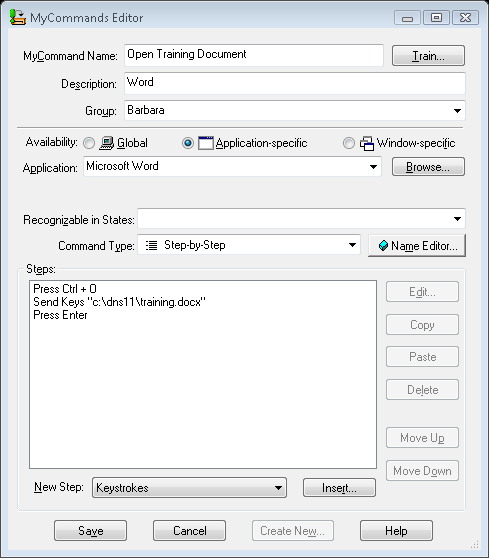 MyCommands Editor
MyCommand Name: Open Training Document Train...
Description: Word
Group: Barbara
Availability: Global Application-specific Window-specific
Application: Microsoft Word Browse...
Recognizable in States:
Command Type: Step-by-Step Name Editor...
Steps:
Press Ctrl + O Edit...
Send Keys "c:\dns11\training.docx"
Press Enter
Copy
Paste
Delete
Move Up
Move Down
New Step: Keystrokes Insert...
Save Cancel Create New... Help